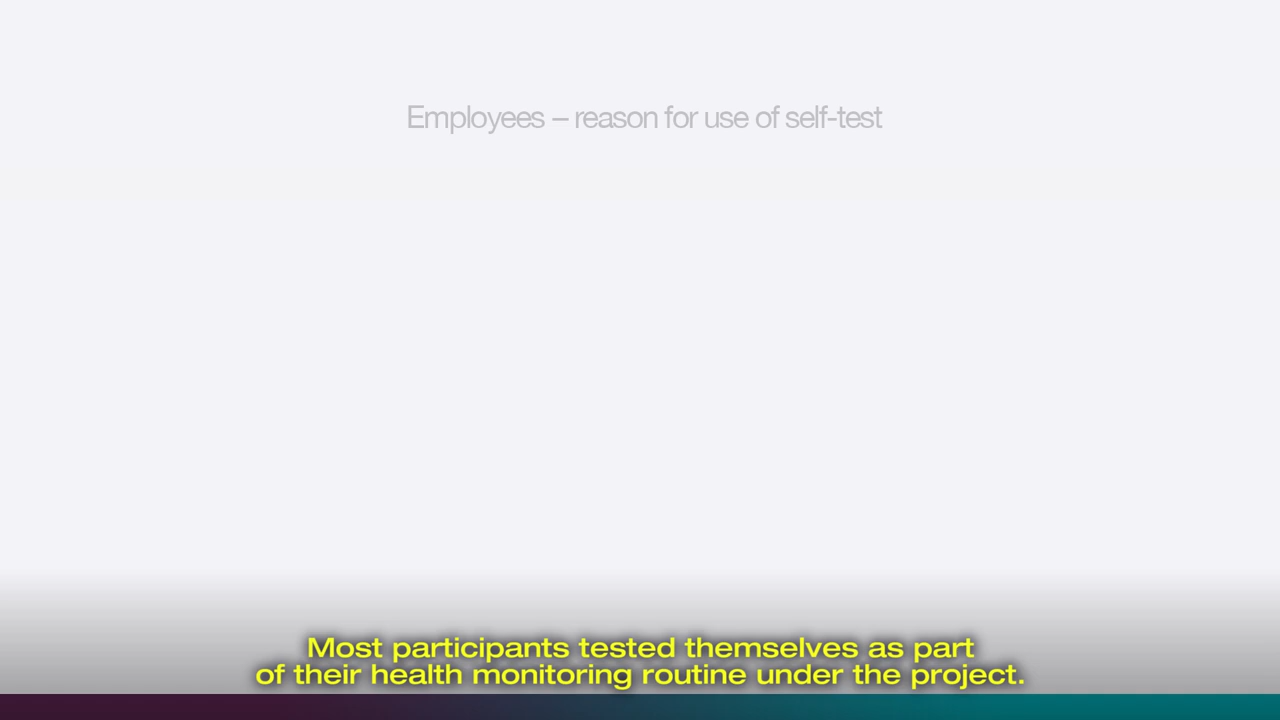 Employees – reason for use of self-test
Most participants tested themselves as part
of their health monitoring routine under the project.